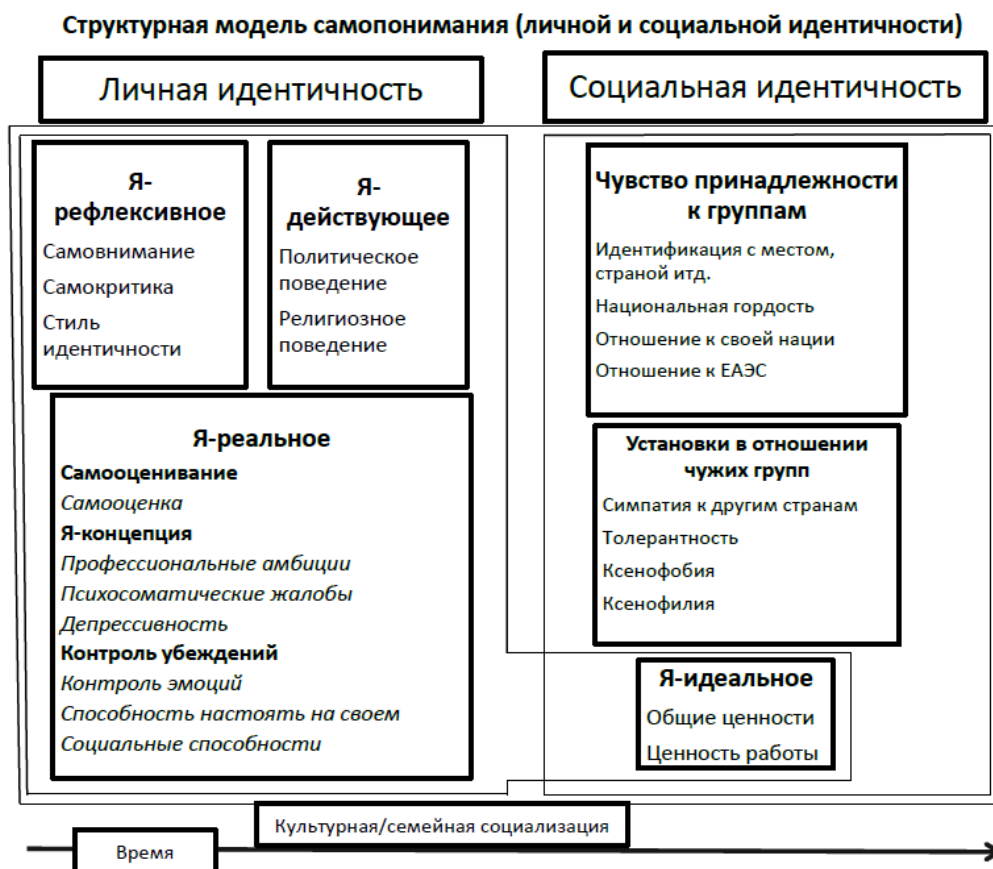 Структурная модель самопонимания (личной и социальной идентичности)
Личная идентичность
Социальная идентичность
Я-
рефлексивное
Самовнимание
Самокритика
Стиль
идентичности
Я-
действующее
Политическое
поведение
Религиозное
поведение
Я-реальное
Самооценивание
Самооценка
Я-концепция
Профессиональные амбиции
Психосоматические жалобы
Депрессивность
Контроль убеждений
Контроль эмоций
Способность настоять на своем
Социальные способности
Чувство принадлежности
к группам
Идентификация с местом,
страной итд.
Национальная гордость
Отношение к своей нации
Отношение к ЕАЭС
Установки в отношении
чужих групп
Симпатия к другим странам
Толерантность
Ксенофобия
Ксенофилия
Я-идеальное
Общие ценности
Ценность работы
Культурная/семейная социализация
Время